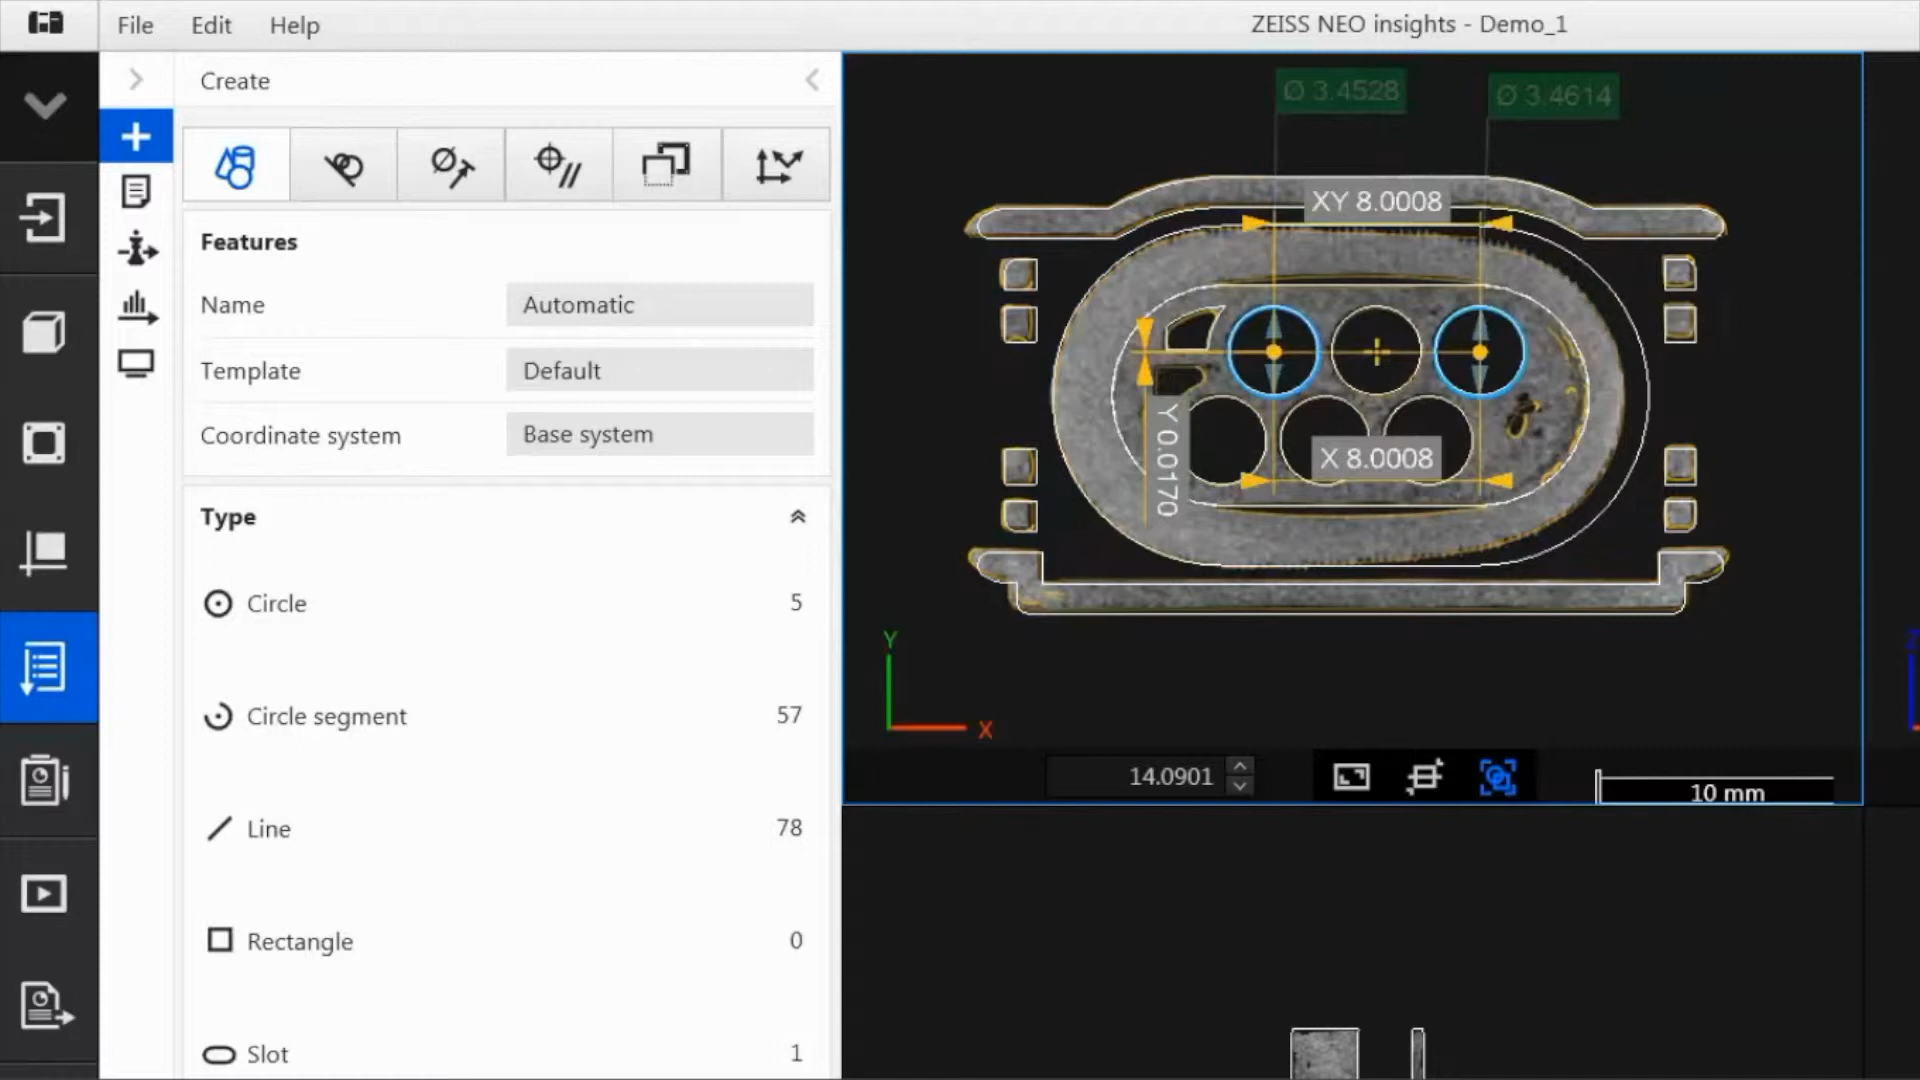 File Edit Help
ZEISS NEO insights - Demo_1
Create
Features
Name Automatic
Template Default
Coordinate system Base system
Type
Circle 5
Circle segment 57
Line 78
Rectangle 0
Slot 1
Ø 3.4528
Ø 3.4614
XY 8.0008
Y 0.0170
X 8.0008
Y
X
Z
14.0901
10 mm